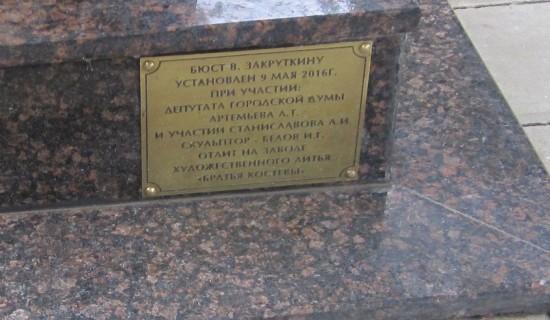 БЮСТ В. ЗАКРУТКИНУ
УСТАНОВЛЕН 9 МАЯ 2016Г.
ПРИ УЧАСТИИ:
ДЕПУТАТА ГОРОДСКОЙ ДУМЫ
АРТЕМЬЕВА А.Т.
И УЧАСТИИ СТАНИСЛАВОВА А.И.
СКУЛЬПТОР - БЕЛОВ И.Г.
ОТЛИТ НА ЗАВОДЕ
ХУДОЖЕСТВЕННОГО ЛИТЬЯ
«БРАТЬЯ КОСТЕВЫ»